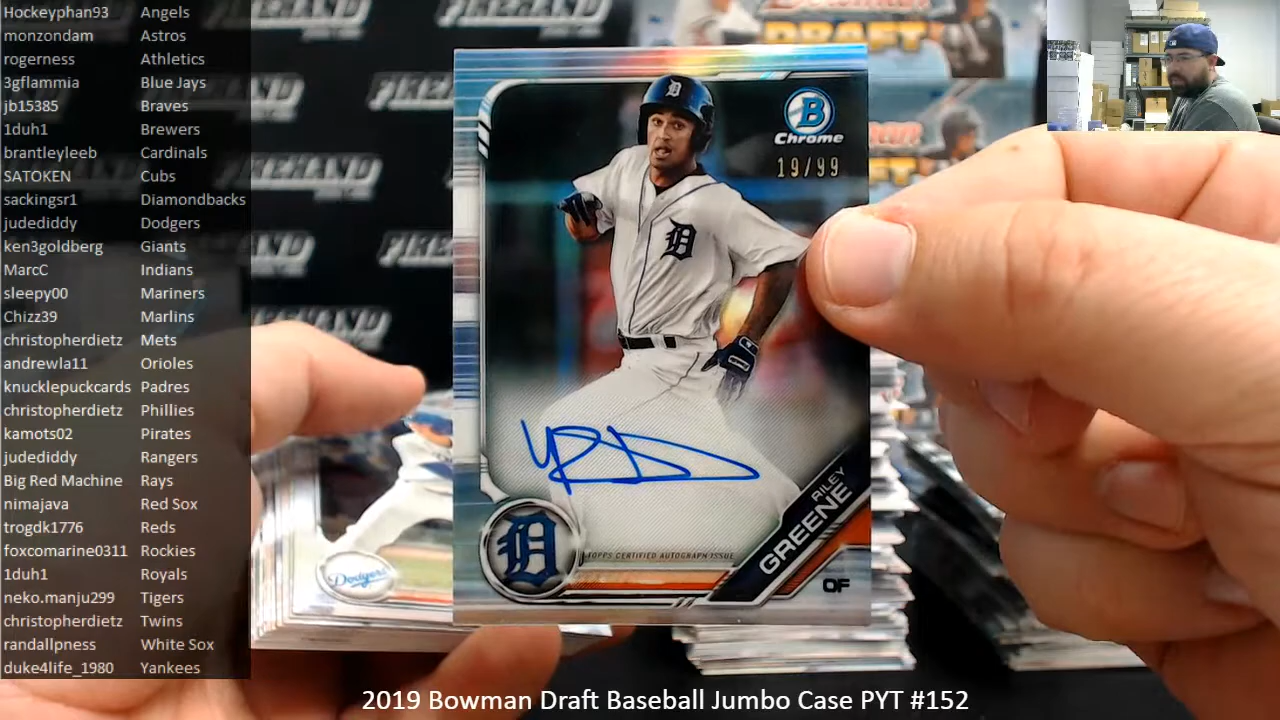 Hockeyphan93 Angels
monzondam Astros
rogerness Athletics
3gflammia Blue Jays
jb15385 Braves
1duh1 Brewers
brantleyleeb Cardinals
SATOKEN Cubs
sackingsr1 Diamondbacks
judediddy Dodgers
ken3goldberg Giants
MarcC Indians
sleepy00 Mariners
Chizz39 Marlins
christopherdietz Mets
andrewla11 Orioles
knucklepuckcards Padres
christopherdietz Phillies
kamots02 Pirates
judediddy Rangers
Big Red Machine Rays
nimajava Red Sox
trogdk1776 Reds
foxcomarine0311 Rockies
1duh1 Royals
neko.manju299 Tigers
christopherdietz Twins
randallpness White Sox
duke4life_1980 Yankees
FIREHAND
DRAFT
B
Chrome
19/99
D
D
D
RILEY
GREENE
OF
TOPPS CERTIFIED AUTOGRAPH ISSUE
Dodgers
2019 Bowman Draft Baseball Jumbo Case PYT #152